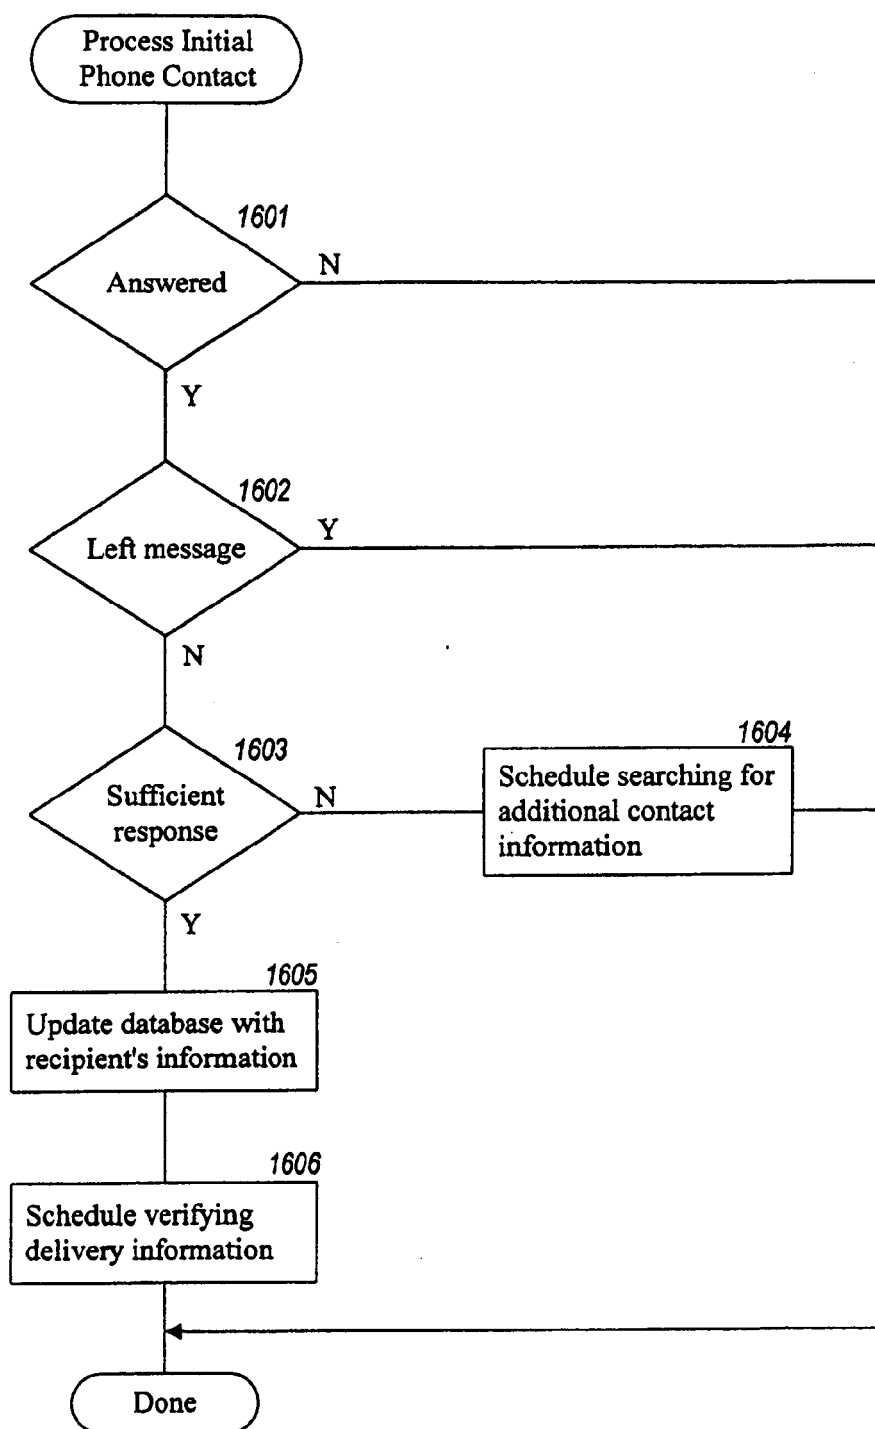 Process Initial
Phone Contact
1601
Answered
N
Y
1602
Left message
Y
N
1603
Sufficient
response
N
1604
Schedule searching for
additional contact
information
Y
1605
Update database with
recipient's information
1606
Schedule verifying
delivery information
Done